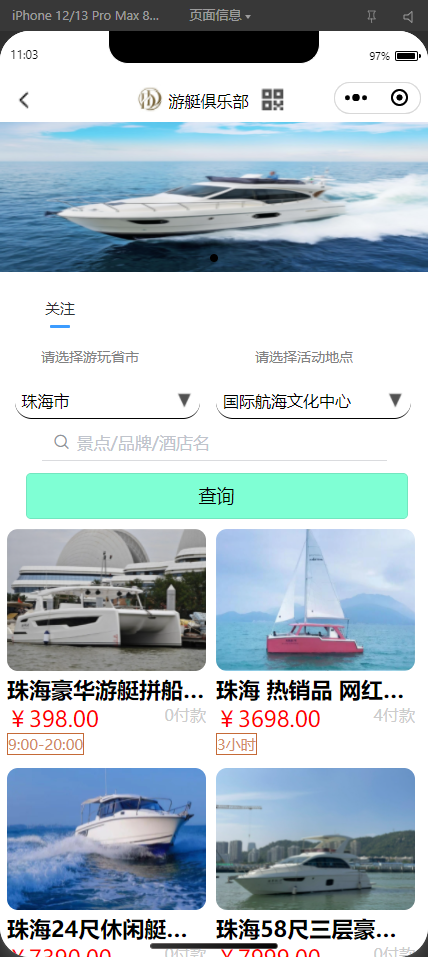 iPhone 12/13 Pro Max 8... 页面信息
11:03 97%
游艇俱乐部
关注
请选择游玩省市 请选择活动地点
珠海市 国际航海文化中心
景点/品牌/酒店名
查询
珠海豪华游艇拼船... 珠海 热销品 网红...
￥398.00 0付款 ￥3698.00 4付款
9:00-20:00 3小时
珠海24尺休闲艇... 珠海58尺三层豪...
￥7390.00 0付款 ￥7999.00 0付款